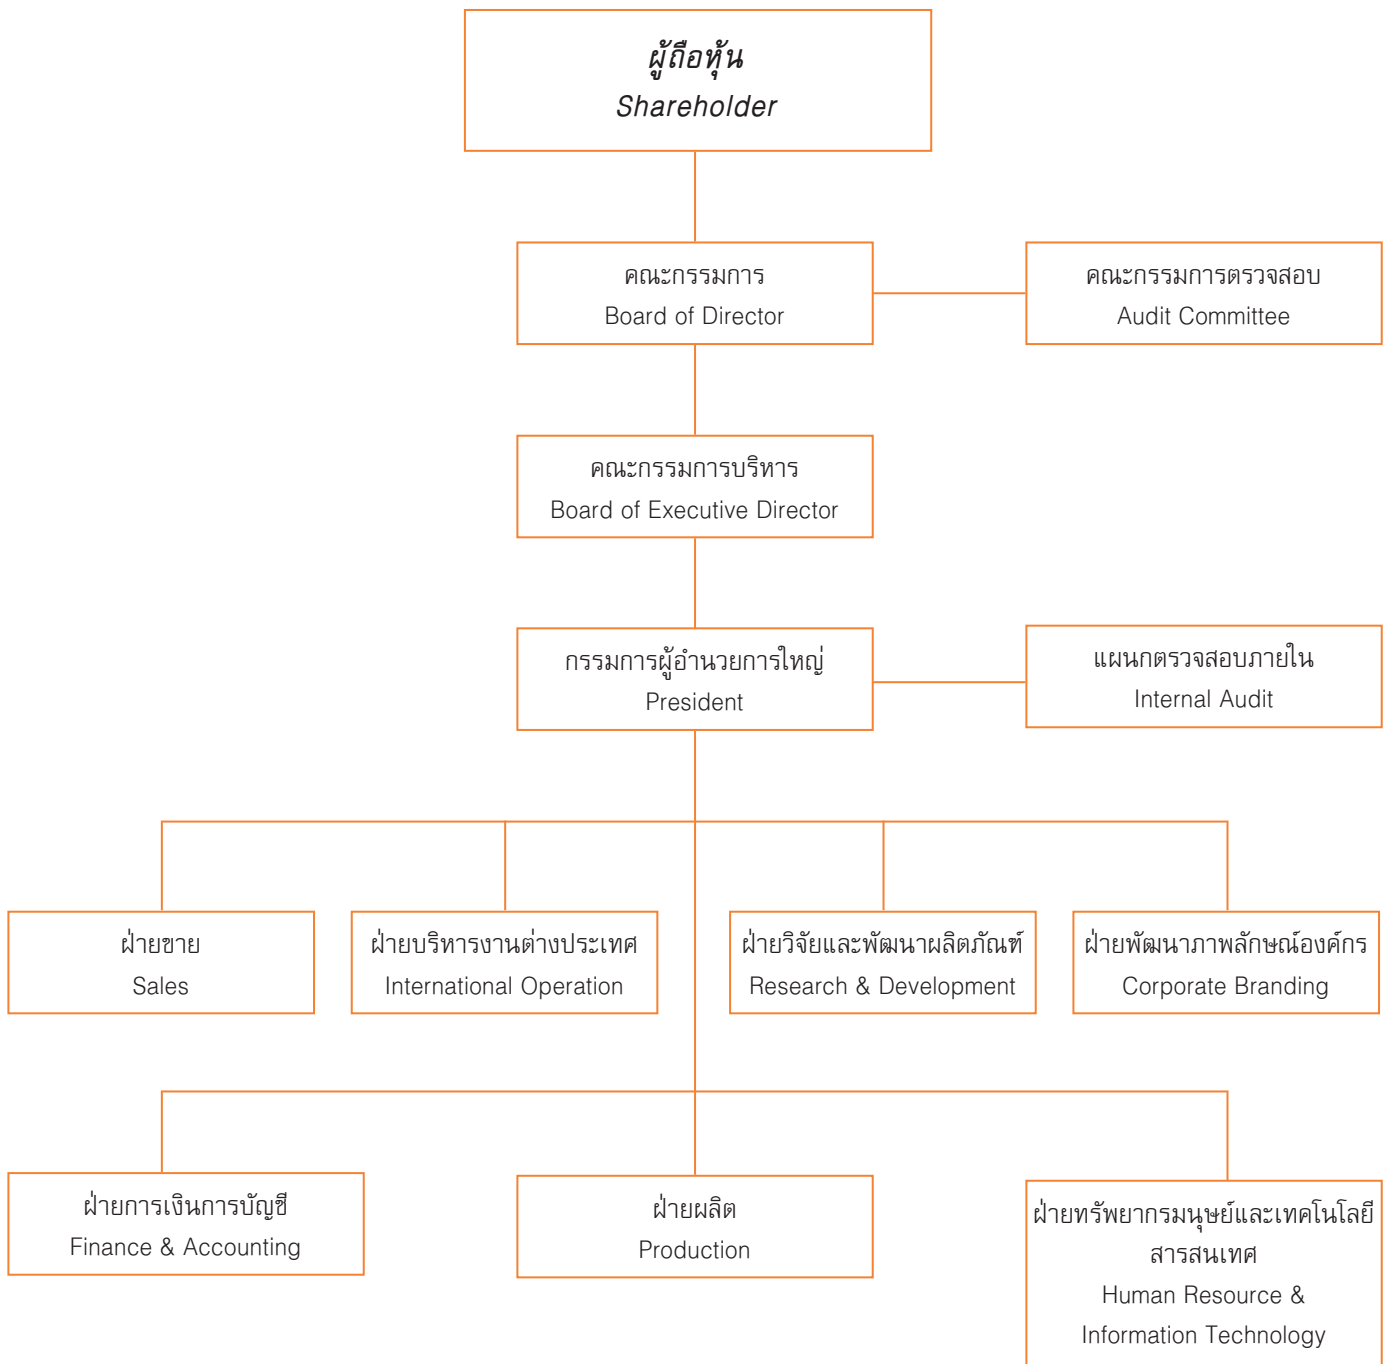 ผู้ถือหุ้น
Shareholder
คณะกรรมการ
Board of Director
คณะกรรมการตรวจสอบ
Audit Committee
คณะกรรมการบริหาร
Board of Executive Director
กรรมการผู้อำนวยการใหญ่
President
แผนกตรวจสอบภายใน
Internal Audit
ฝ่ายขาย
Sales
ฝ่ายบริหารงานต่างประเทศ
International Operation
ฝ่ายวิจัยและพัฒนาผลิตภัณฑ์
Research & Development
ฝ่ายพัฒนาภาพลักษณ์องค์กร
Corporate Branding
ฝ่ายการเงินการบัญชี
Finance & Accounting
ฝ่ายผลิต
Production
ฝ่ายทรัพยากรมนุษย์และเทคโนโลยี
สารสนเทศ
Human Resource &
Information Technology